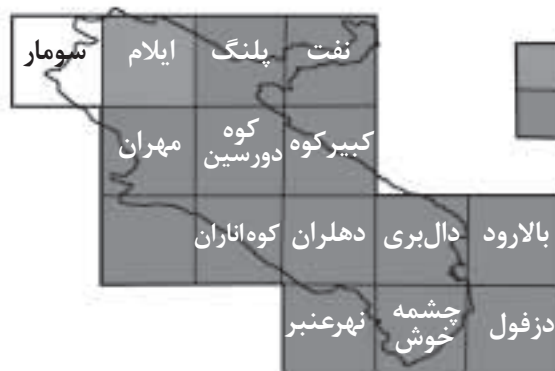 نفت
پلنگ
ایلام
سومار
کبیرکوه
کوه
دورسین
مهران
بالارود
دال‌بری
دهلران
کوه‌اناران
دزفول
چشمه
خوش
نهرعنبر